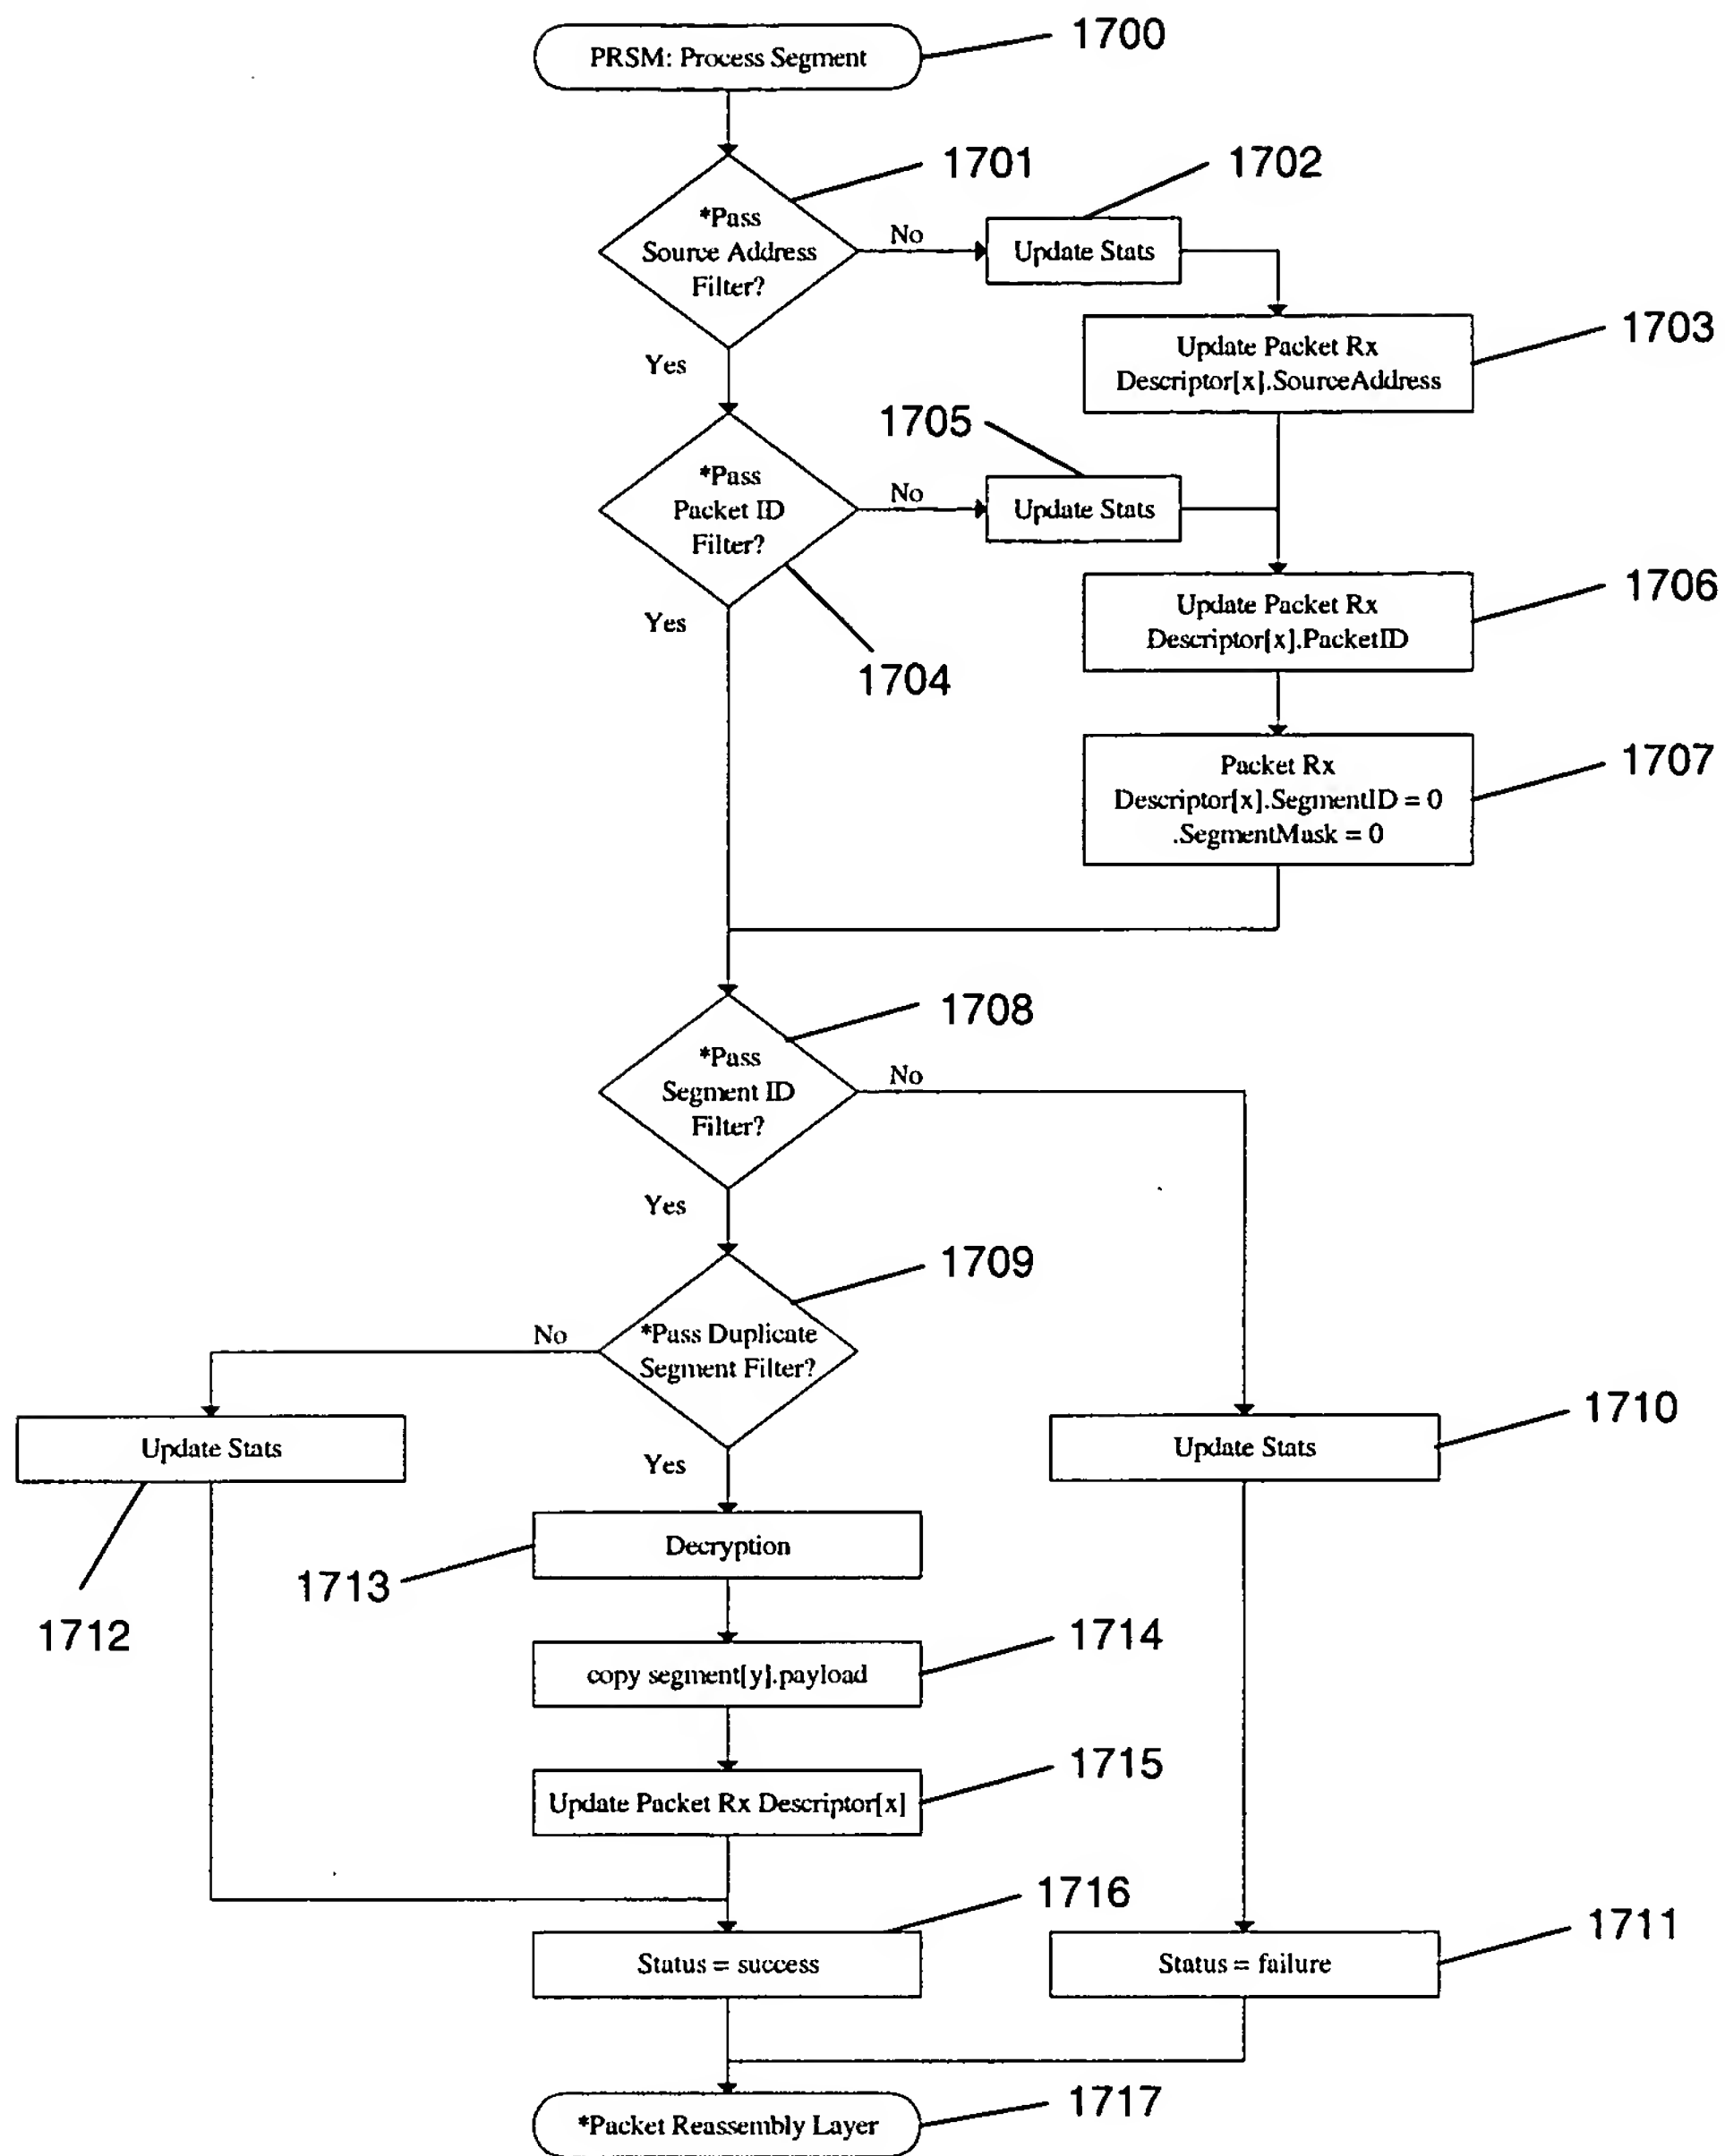 1700
PRSM: Process Segment
1701
1702
*Pass
Source Address
Filter?
No
Update Stats
1703
Update Packet Rx
Descriptor[x].SourceAddress
Yes
1705
*Pass
Packet ID
Filter?
No
Update Stats
1706
Update Packet Rx
Descriptor[x].PacketID
Yes
1704
1707
Packet Rx
Descriptor[x].SegmentID = 0
.SegmentMask = 0
1708
*Pass
Segment ID
Filter?
No
Yes
1709
No
*Pass Duplicate
Segment Filter?
1710
Update Stats
Update Stats
Yes
1712
1713
Decryption
1714
copy segment[y].payload
1715
Update Packet Rx Descriptor[x]
1716
1711
Status = success
Status = failure
1717
*Packet Reassembly Layer